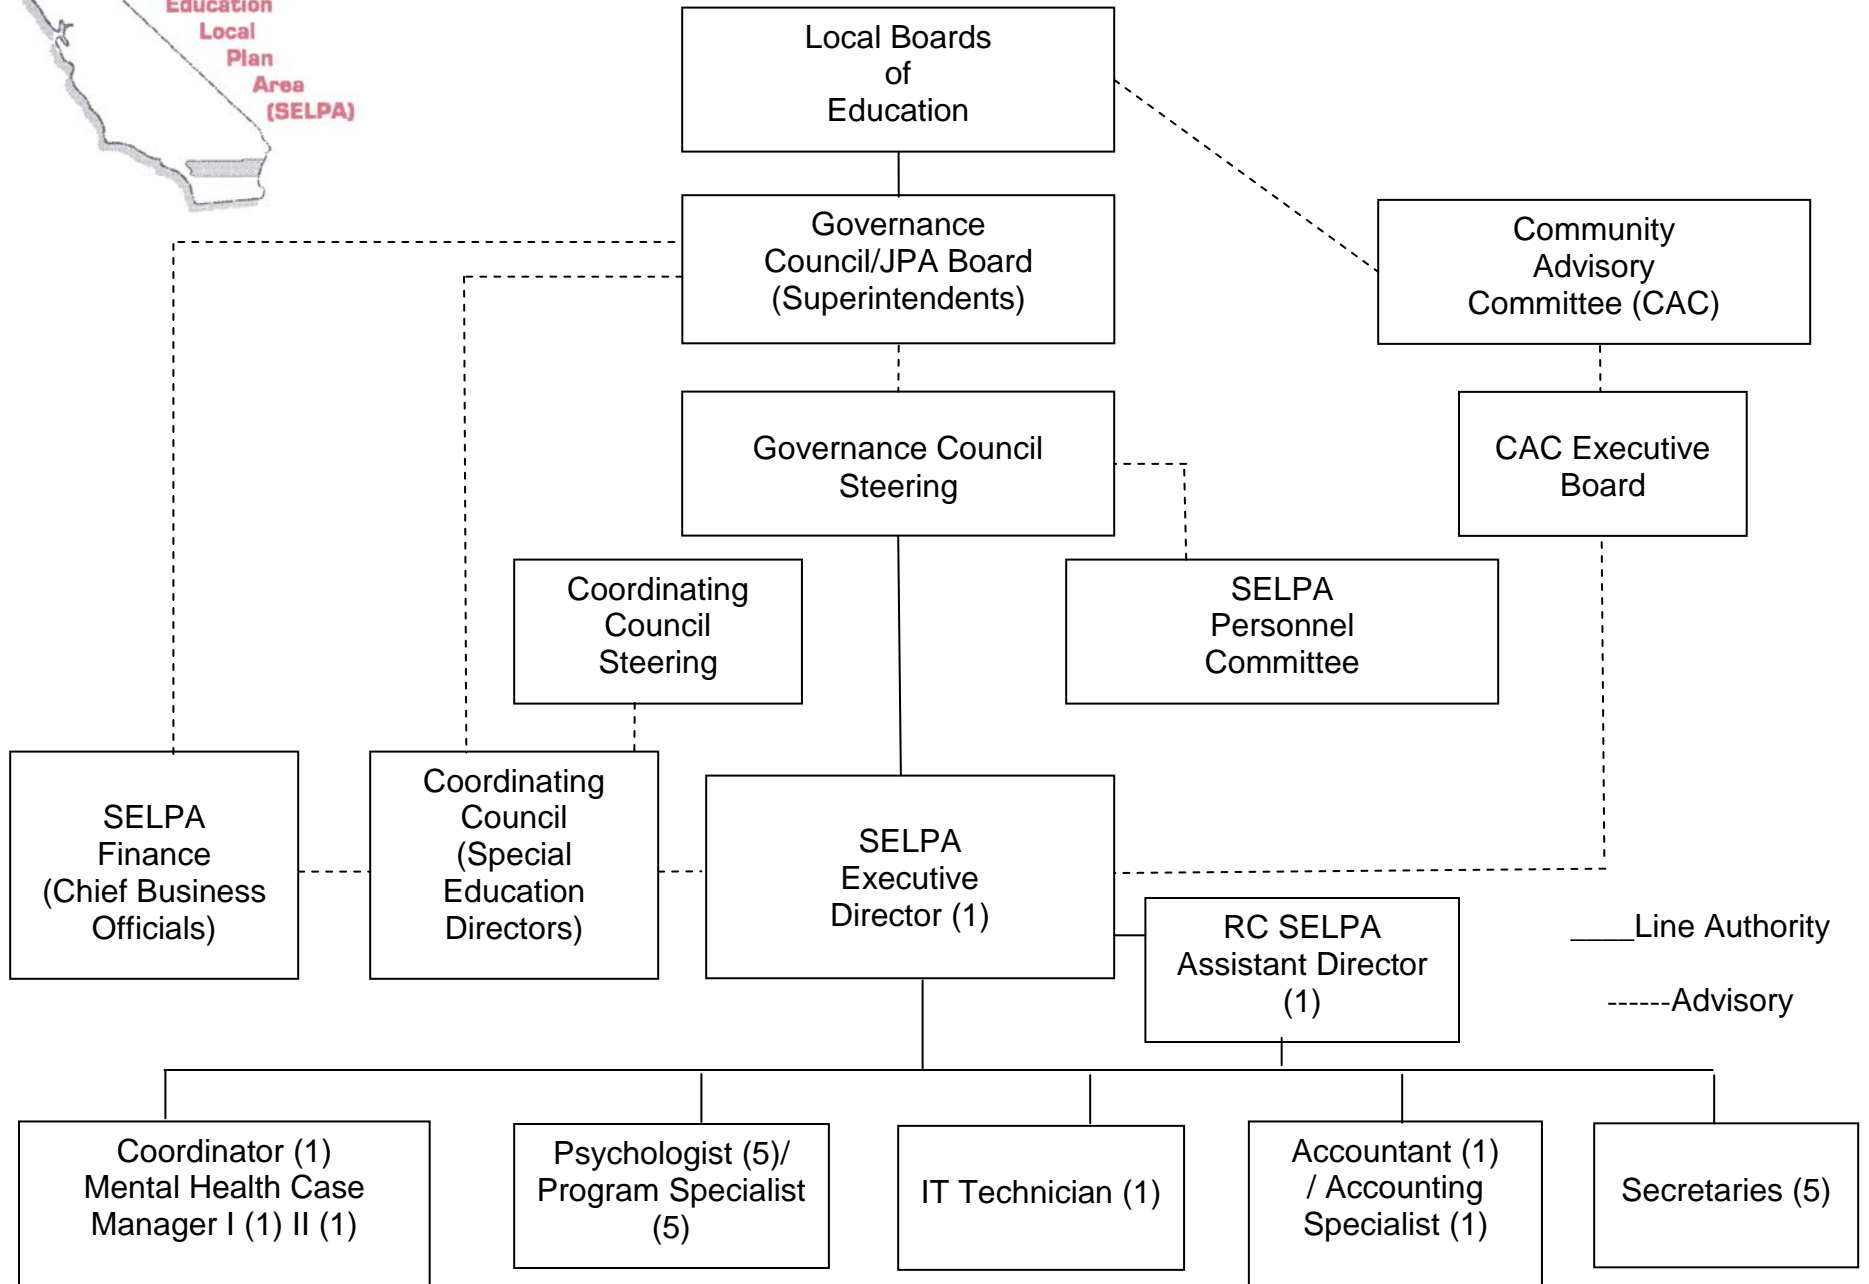 Education
Local
Plan
Area
(SELPA)
Local Boards
of
Education
Governance
Council/JPA Board
(Superintendents)
Community
Advisory
Committee (CAC)
Governance Council
Steering
CAC Executive
Board
Coordinating
Council
Steering
SELPA
Personnel
Committee
SELPA
Finance
(Chief Business
Officials)
Coordinating
Council
(Special
Education
Directors)
SELPA
Executive
Director (1)
RC SELPA
Assistant Director
(1)
____Line Authority
------Advisory
Coordinator (1)
Mental Health Case
Manager I (1) II (1)
Psychologist (5)/
Program Specialist
(5)
IT Technician (1)
Accountant (1)
/ Accounting
Specialist (1)
Secretaries (5)